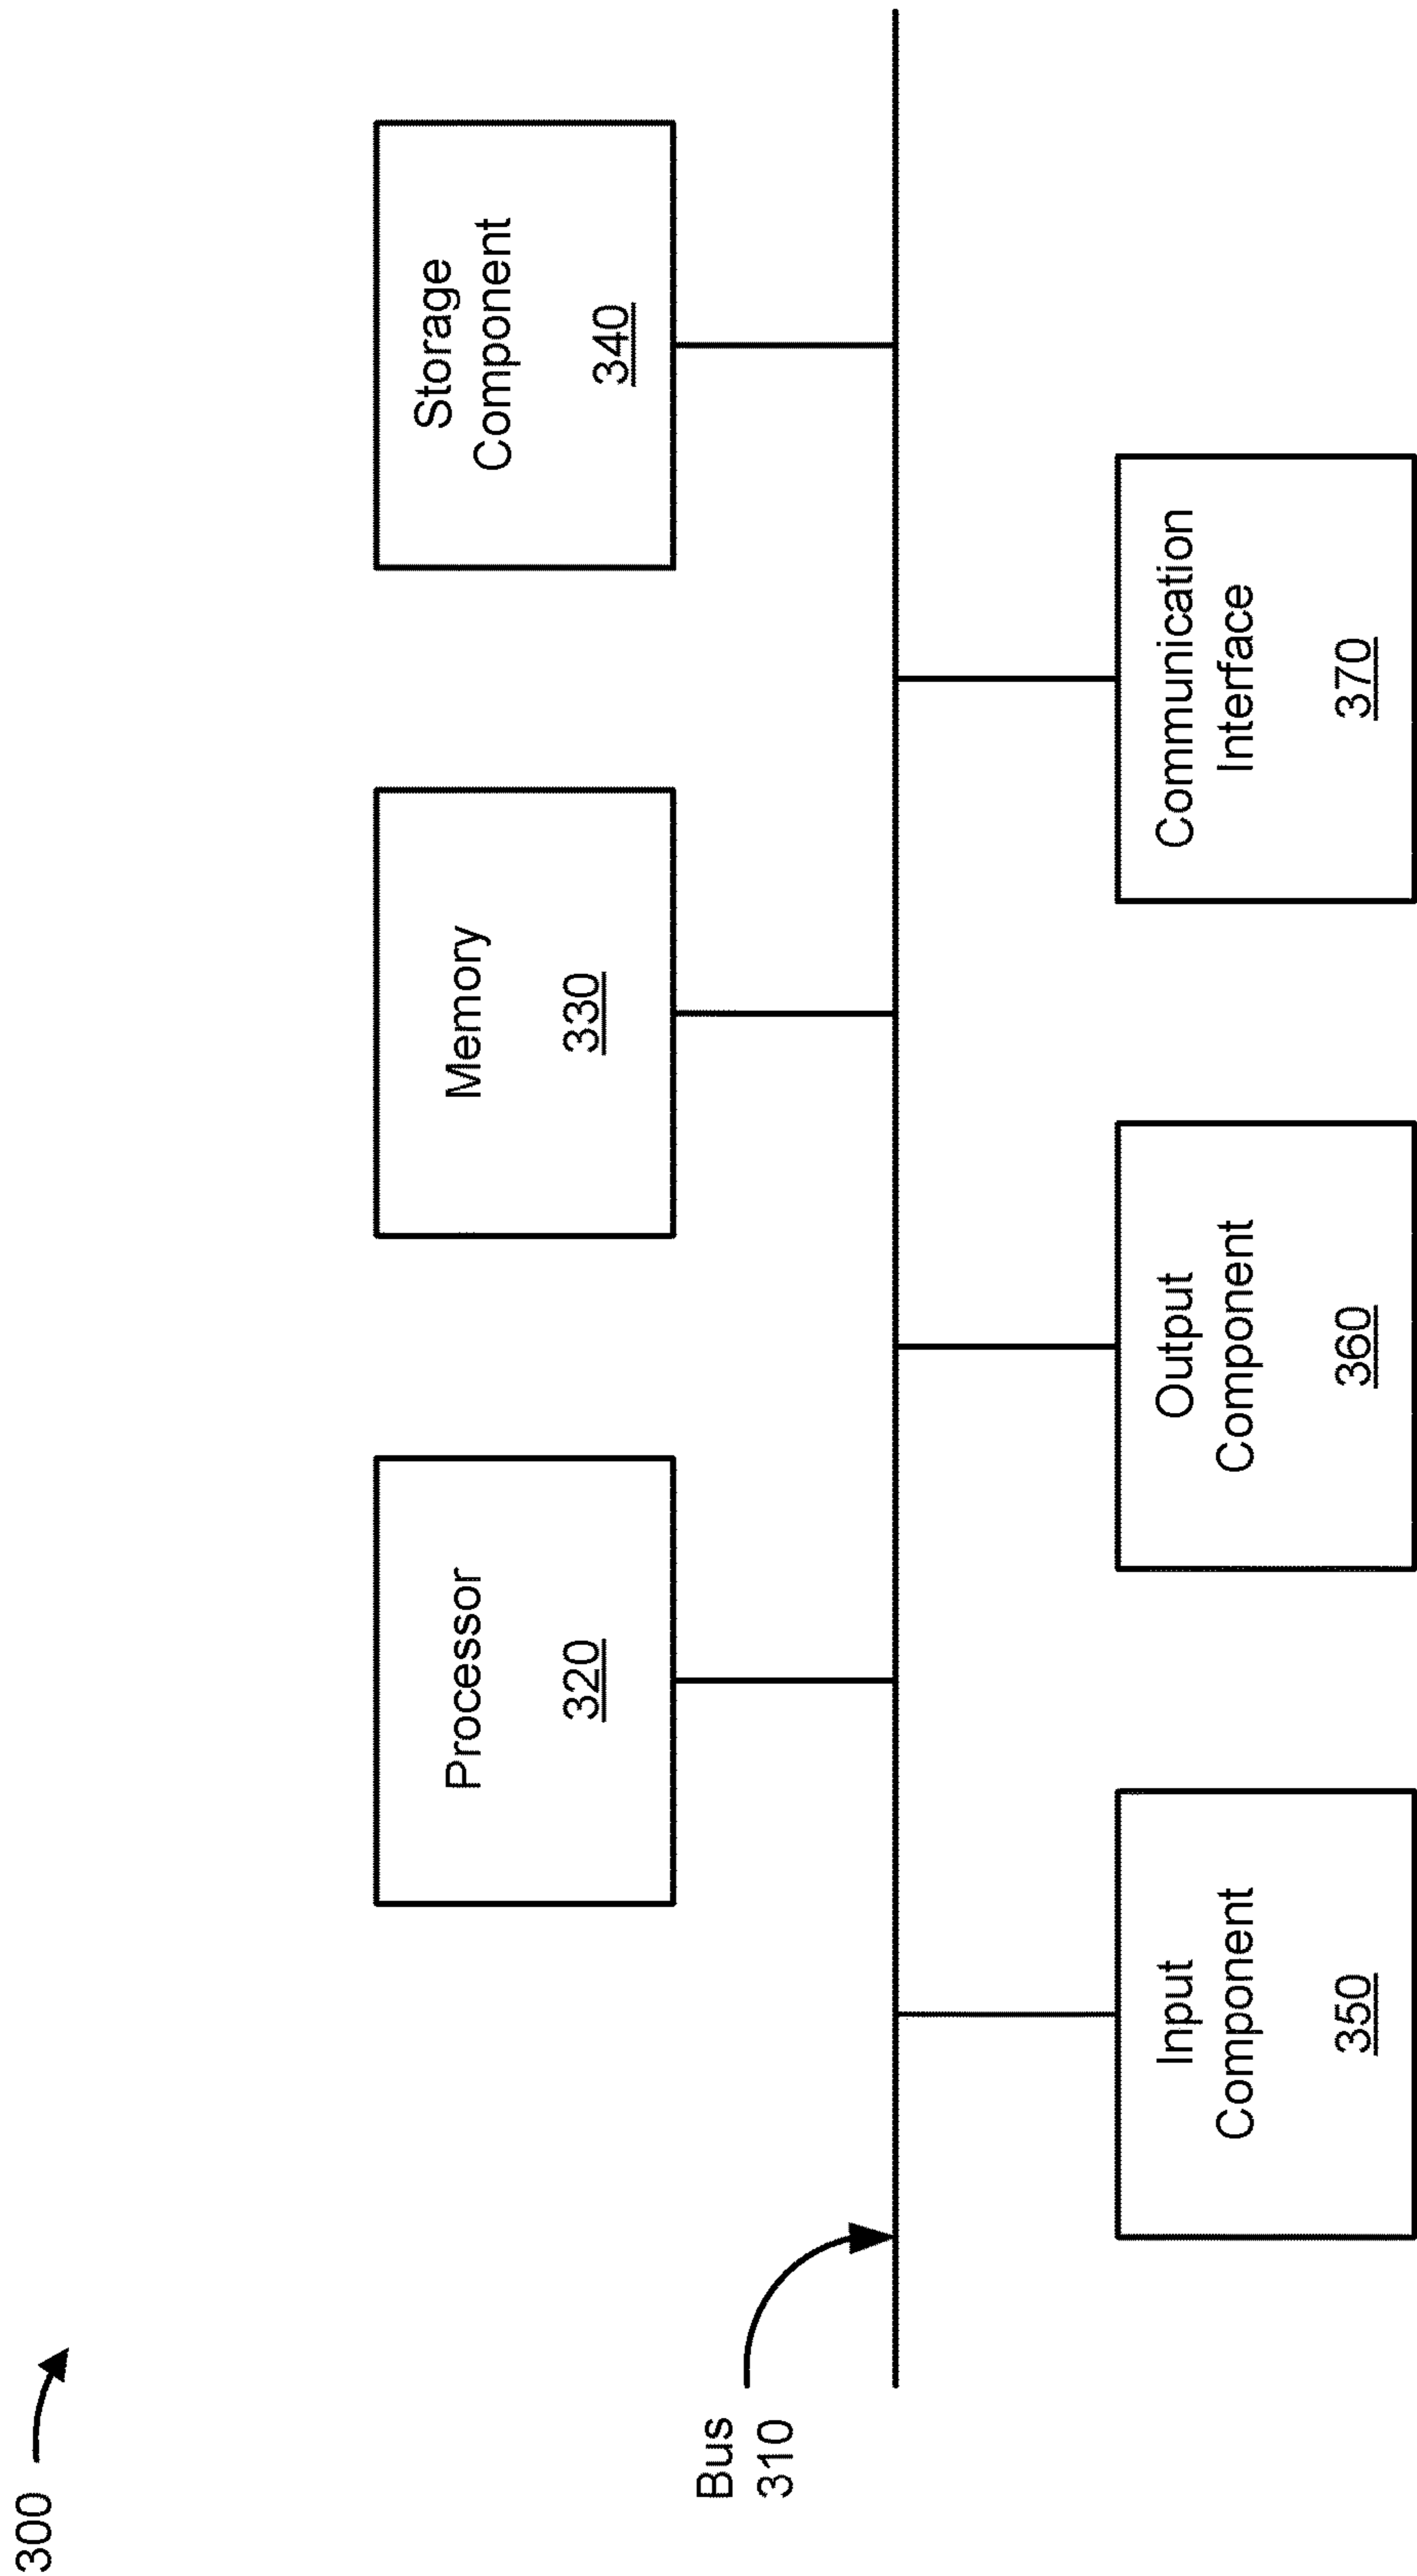 300
Processor
320
Memory
330
Storage
Component
340
Bus
310
Input
Component
350
Output
Component
360
Communication
Interface
370